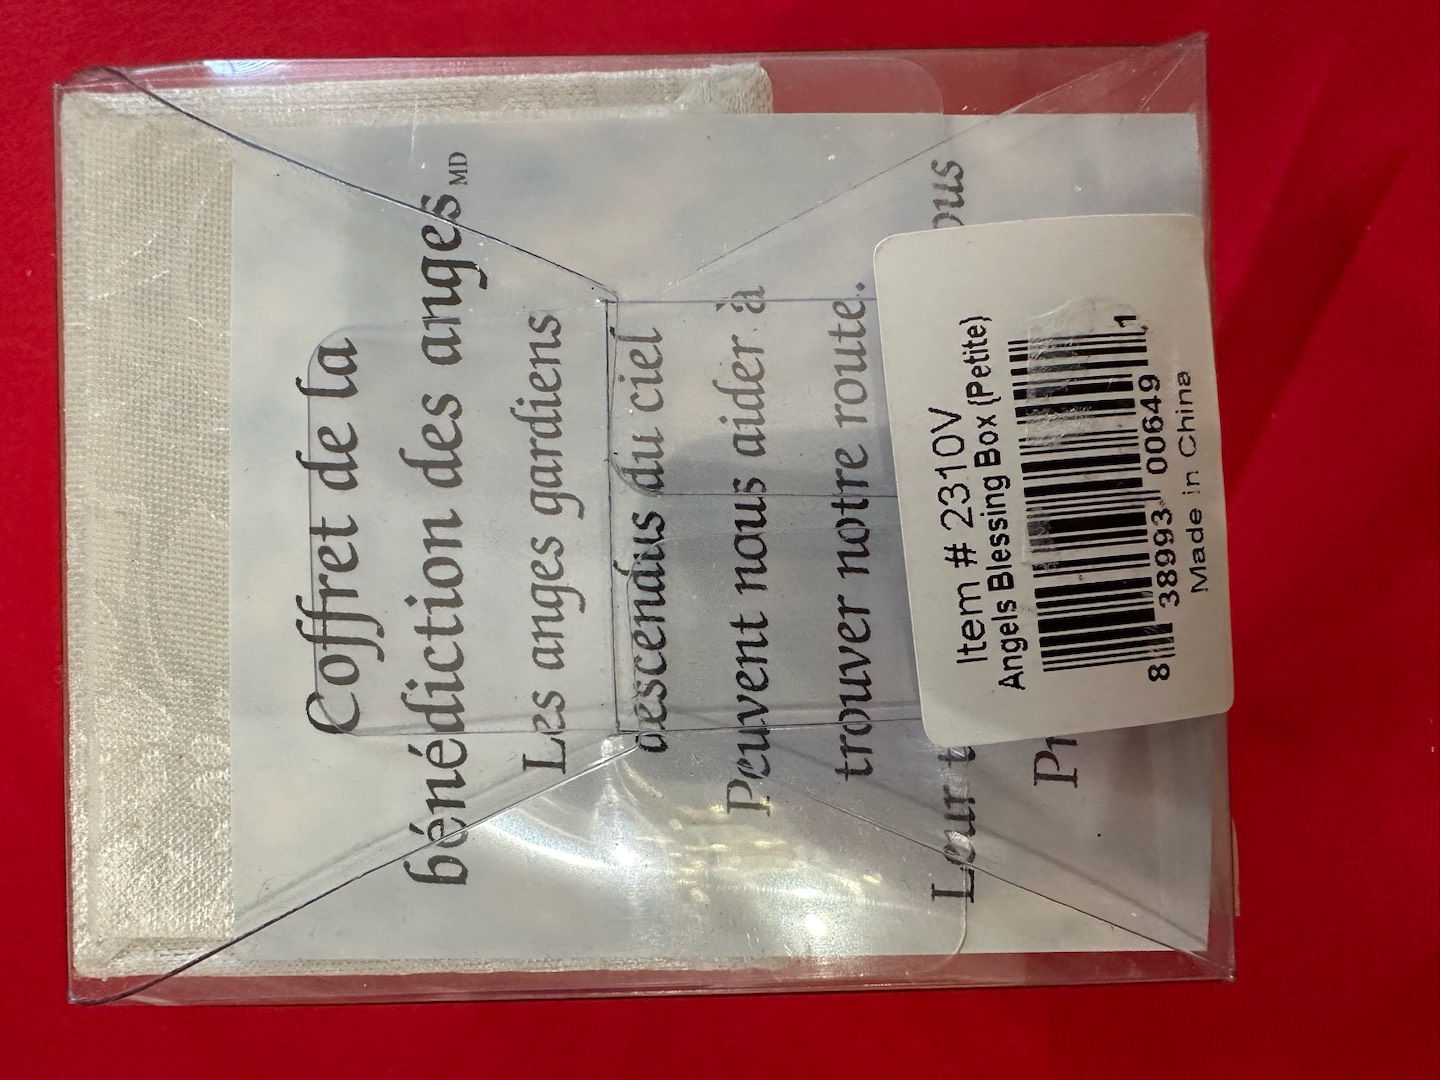 Coffret de la
bénédiction des anges MD
Les anges gardiens
descendus du ciel
Peuvent nous aider à
trouver notre route.
Leur
Item # 2310V
Angels Blessing Box (Petite)
8 38993 00649 1
Made in China